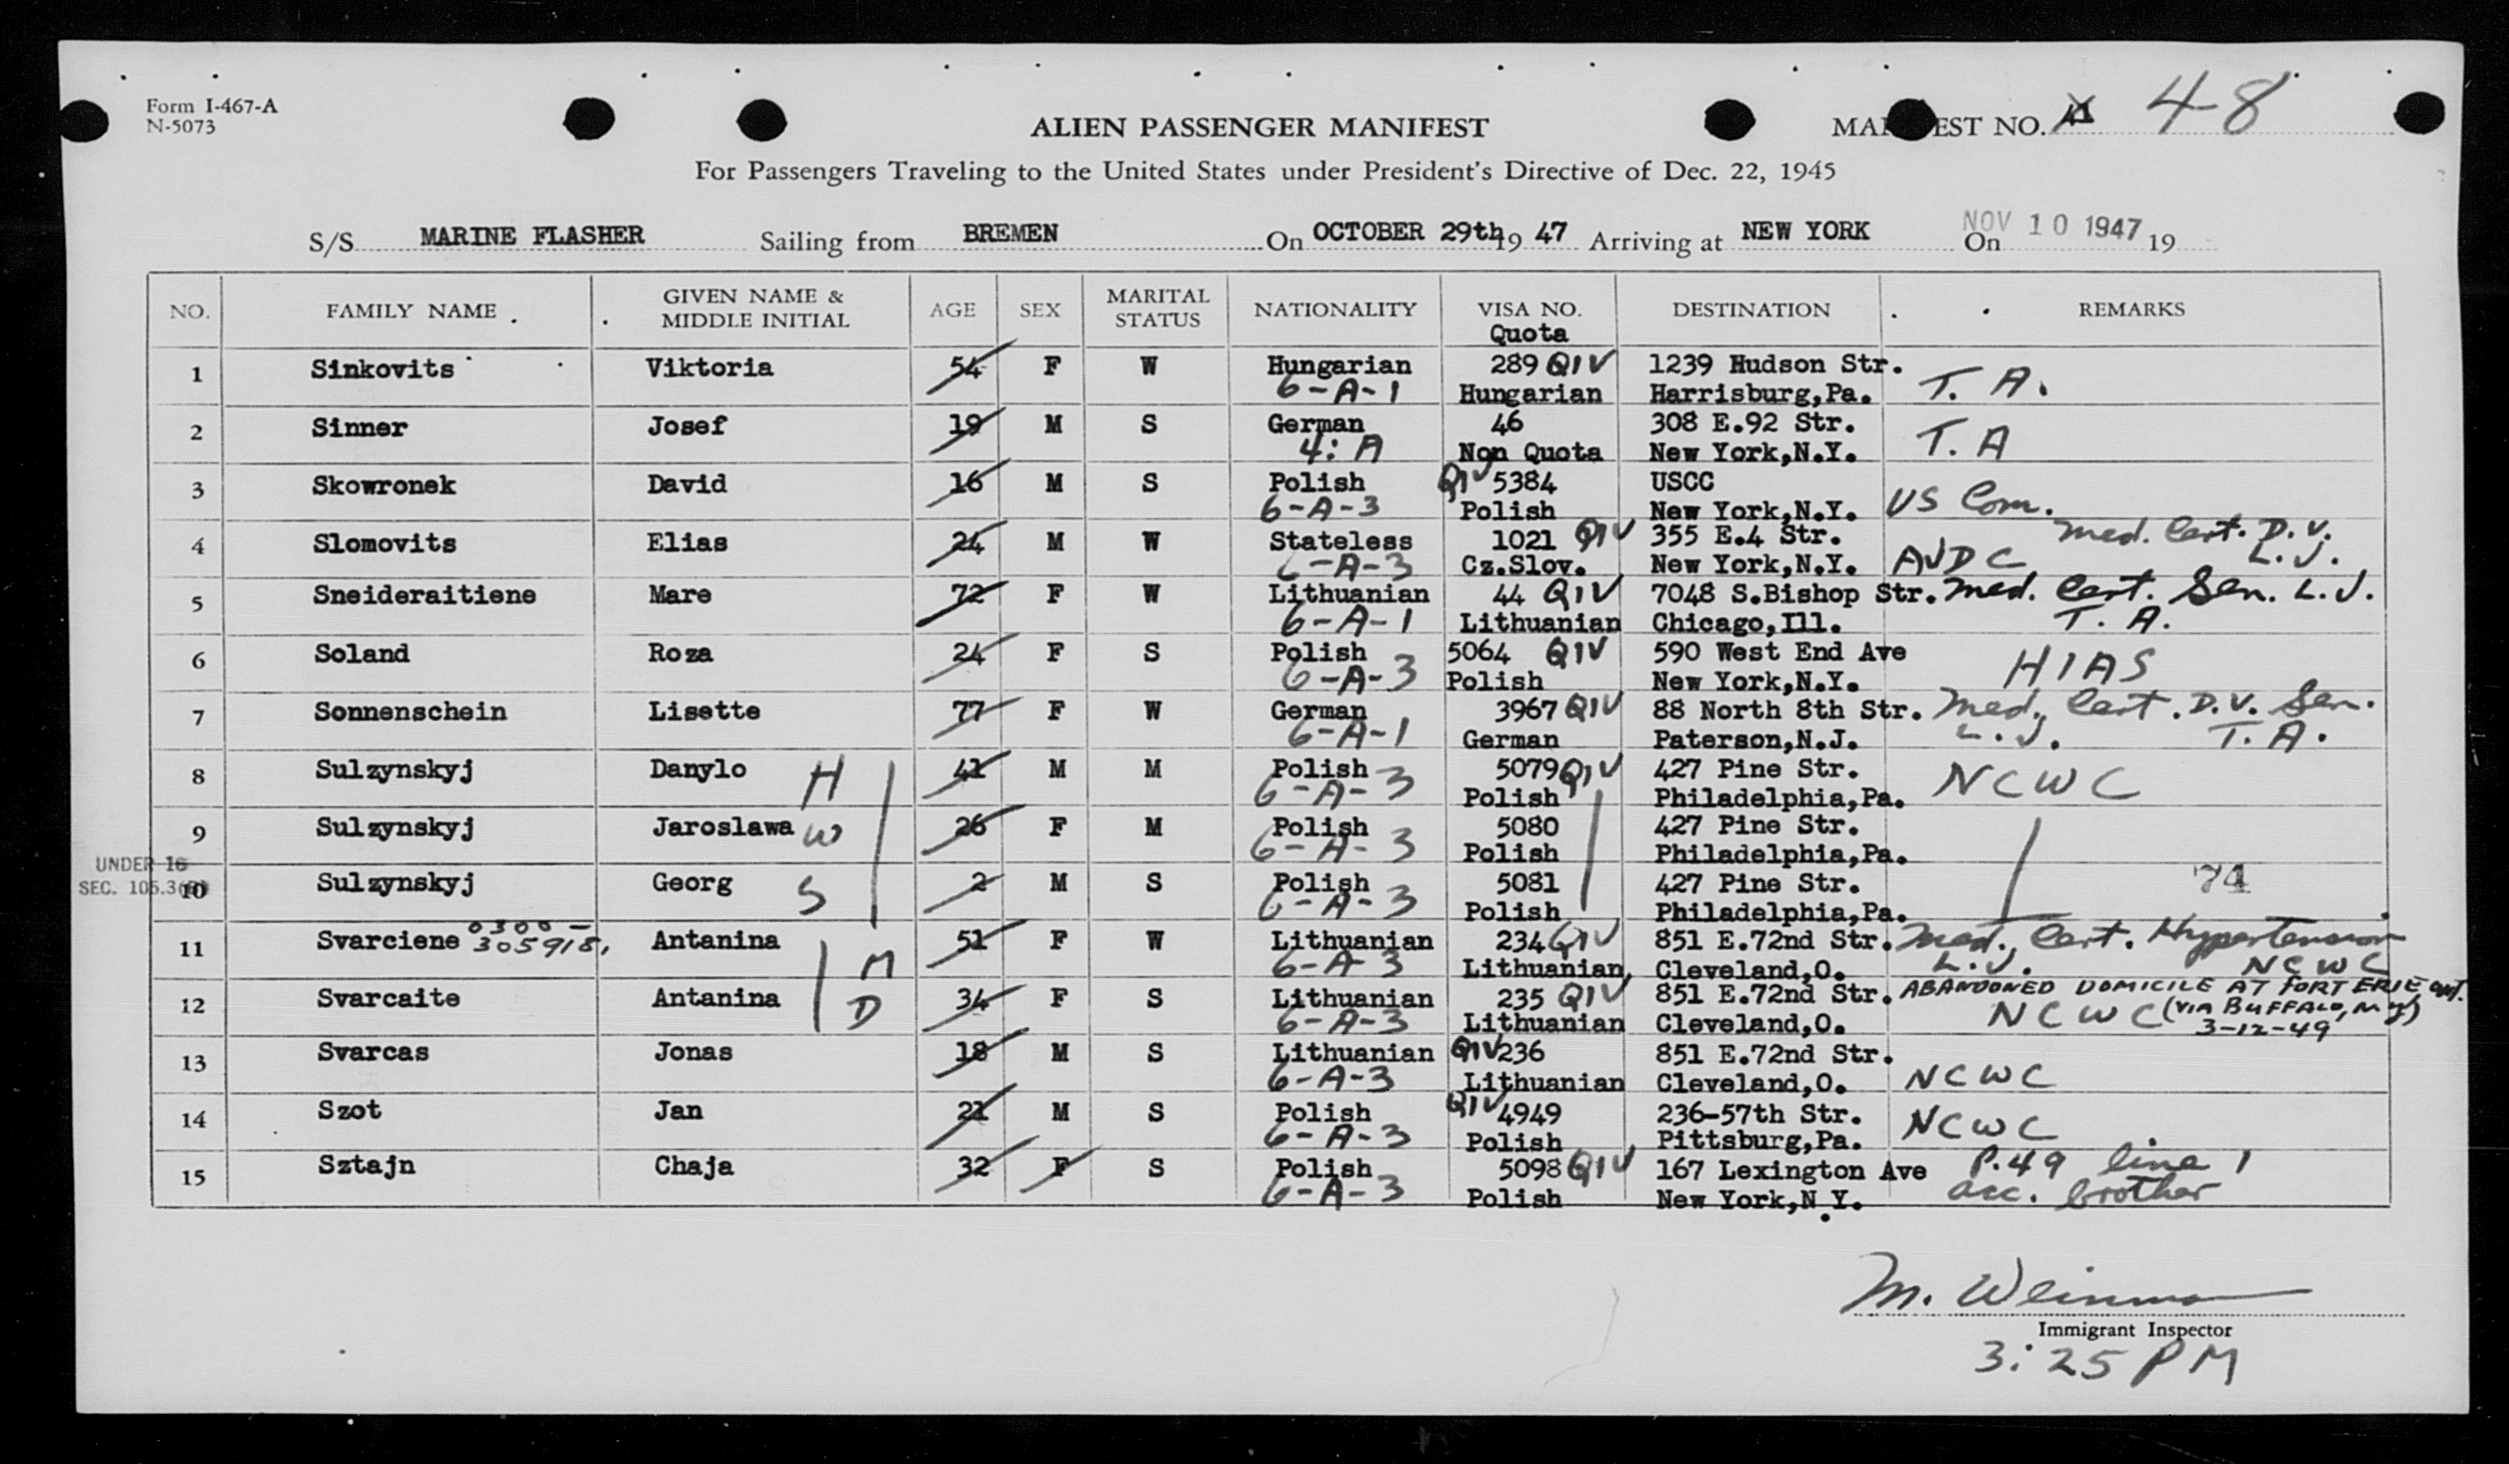 Form I-467-A
N-5073
ALIEN PASSENGER MANIFEST
MANIFEST NO. 41 48
For Passengers Traveling to the United States under President's Directive of Dec. 22, 1945
S/S MARINE FLASHER Sailing from BREMEN On OCTOBER 29th 19 47 Arriving at NEW YORK On NOV 10 1947 19
NO. FAMILY NAME GIVEN NAME & MIDDLE INITIAL AGE SEX MARITAL STATUS NATIONALITY VISA NO. Quota DESTINATION REMARKS
1 Sinkovits Viktoria 54 F W Hungarian 289 QIV 1239 Hudson Str.
6-A-1 Hungarian Harrisburg,Pa. T. A.
2 Sinner Josef 19 M S German 46 308 E.92 Str.
4: A Non Quota New York,N.Y. T. A
3 Skowronek David 16 M S Polish QIV 5384 USCC
6-A-3 Polish New York,N.Y. US Com.
4 Slomovits Elias 24 M W Stateless 1021 QIV 355 E.4 Str. Med. Cert. D.V.
6-A-3 Cz.Slov. New York,N.Y. AJDC L.J.
5 Sneideraitiene Mare 72 F W Lithuanian 44 QIV 7048 S.Bishop Str. Med. Cert. Sen. L.J.
6-A-1 Lithuanian Chicago,Ill. T. A.
6 Soland Roza 24 F S Polish 5064 QIV 590 West End Ave
6-A-3 Polish New York,N.Y. HIAS
7 Sonnenschein Lisette 77 F W German 3967 QIV 88 North 8th Str. Med. Cert. D.V. Sen.
6-A-1 German Paterson,N.J. L.J. T. A.
8 Sulzynskyj Danylo H 41 M M Polish 5079 QIV 427 Pine Str.
6-A-3 Polish Philadelphia,Pa. NCWC
9 Sulzynskyj Jaroslawa W 26 F M Polish 5080 427 Pine Str.
6-A-3 Polish Philadelphia,Pa.
UNDER 16
SEC. 105.3
10 Sulzynskyj Georg S 2 M S Polish 5081 427 Pine Str. 74
6-A-3 Polish Philadelphia,Pa.
0300-
11 Svarciene 305918, Antanina M 51 F W Lithuanian 234 QIV 851 E.72nd Str. Med. Cert. Hypertension
6-A-3 Lithuanian Cleveland,O. L.J. NCWC
12 Svarcaite Antanina D 34 F S Lithuanian 235 QIV 851 E.72nd Str. ABANDONED DOMICILE AT FORT ERIE ONT.
6-A-3 Lithuanian Cleveland,O. NCWC (VIA BUFFALO, N Y)
3-12-49
13 Svarcas Jonas 18 M S Lithuanian QIV 236 851 E.72nd Str.
6-A-3 Lithuanian Cleveland,O. NCWC
14 Szot Jan 21 M S Polish QIV 4949 236-57th Str.
6-A-3 Polish Pittsburg,Pa. NCWC
15 Sztajn Chaja 32 F S Polish 5098 QIV 167 Lexington Ave P.49 line 1
6-A-3 Polish New York,N.Y. acc. brother
M. Weinman
Immigrant Inspector
3:25 PM